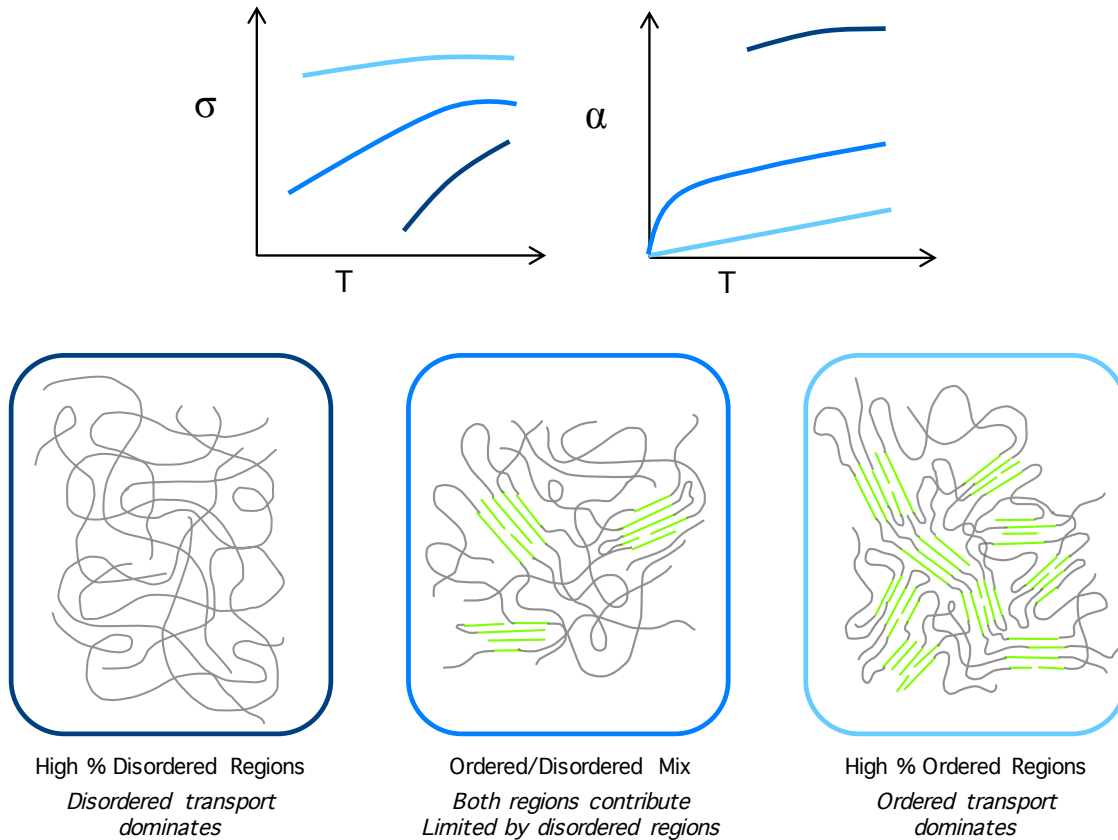 σ
α
T
T
High % Disordered Regions
Disordered transport
dominates
Ordered/Disordered Mix
Both regions contribute
Limited by disordered regions
High % Ordered Regions
Ordered transport
dominates